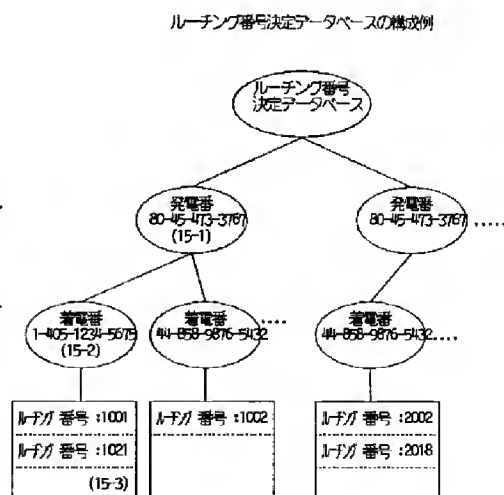 ルーチング番号決定データベースの構成例
ルーチング番号
決定データベース
発電番
80-45-473-3767
(15-1)
発電番
80-45-473-3767
.....
着電番
1-405-1234-5675
(15-2)
着電番
44-858-9876-5432
....
着電番
44-858-9876-5432
....
ルーチング 番号 :1001
ルーチング 番号 :1021
(15-3)
ルーチング 番号 :1002
ルーチング 番号 :2002
ルーチング 番号 :2018